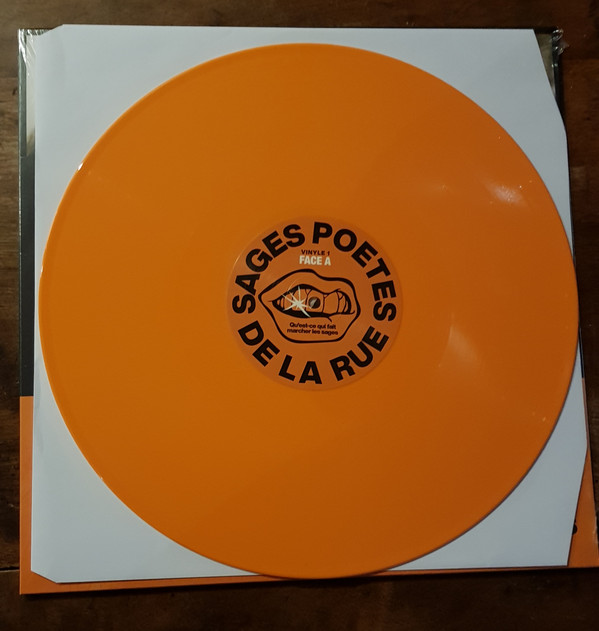 SAGES POETES
DE LA RUE
VINYLE 1
FACE A
Qu'est-ce qui fait
marcher les sages